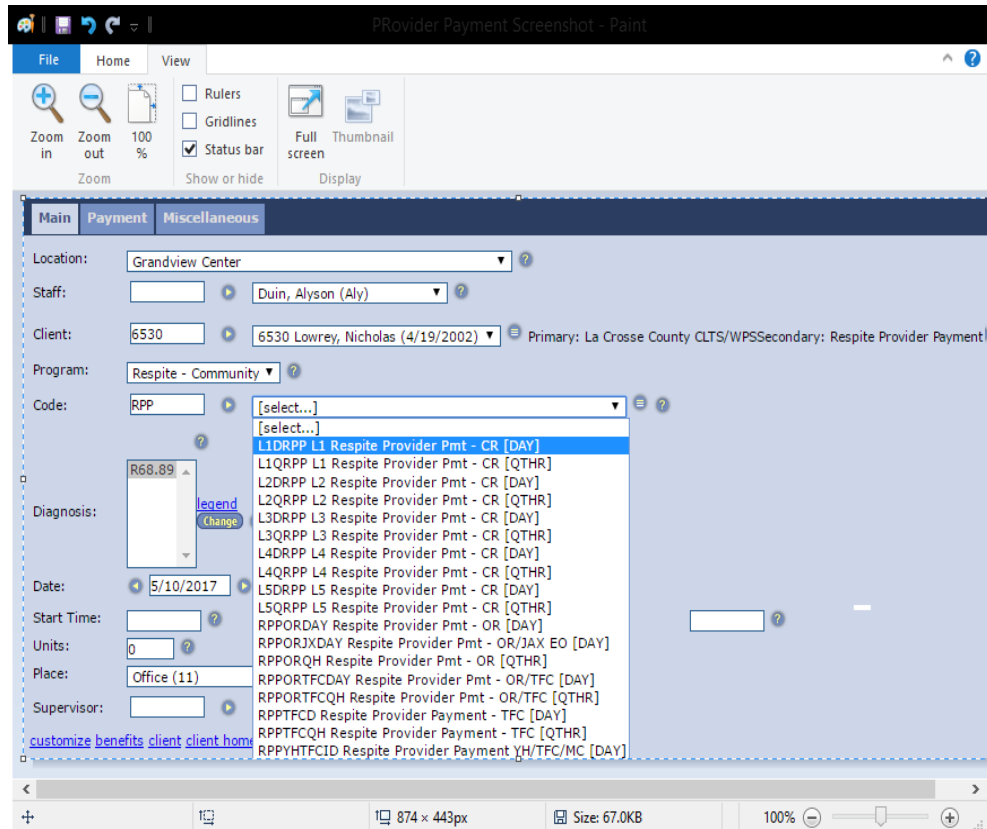 PRovider Payment Screenshot - Paint
File Home View
Zoom in Zoom out 100 %
Rulers
Gridlines
Status bar
Full screen Thumbnail
Zoom Show or hide Display
Main Payment Miscellaneous
Location: Grandview Center
Staff: Duin, Alyson (Aly)
Client: 6530 6530 Lowrey, Nicholas (4/19/2002) Primary: La Crosse County CLTS/WPSSecondary: Respite Provider Payment
Program: Respite - Community
Code: RPP [select...]
[select...]
L1DRPP L1 Respite Provider Pmt - CR [DAY]
L1QRPP L1 Respite Provider Pmt - CR [QTHR]
L2DRPP L2 Respite Provider Pmt - CR [DAY]
L2QRPP L2 Respite Provider Pmt - CR [QTHR]
L3DRPP L3 Respite Provider Pmt - CR [DAY]
L3QRPP L3 Respite Provider Pmt - CR [QTHR]
L4DRPP L4 Respite Provider Pmt - CR [DAY]
L4QRPP L4 Respite Provider Pmt - CR [QTHR]
L5DRPP L5 Respite Provider Pmt - CR [DAY]
L5QRPP L5 Respite Provider Pmt - CR [QTHR]
RPPORDAY Respite Provider Pmt - OR [DAY]
RPPORJXDAY Respite Provider Pmt - OR/JAX EO [DAY]
RPPORQH Respite Provider Pmt - OR [QTHR]
RPPORTFCDAY Respite Provider Pmt - OR/TFC [DAY]
RPPORTFCQH Respite Provider Pmt - OR/TFC [QTHR]
RPPTFCD Respite Provider Payment - TFC [DAY]
RPPTFCQH Respite Provider Payment - TFC [QTHR]
RPPYHTFCID Respite Provider Payment YH/TFC/MC [DAY]
Diagnosis: R68.89 legend
Change
Date: 5/10/2017
Start Time:
Units: 0
Place: Office (11)
Supervisor:
customize benefits client client home
874 × 443px Size: 67.0KB 100%